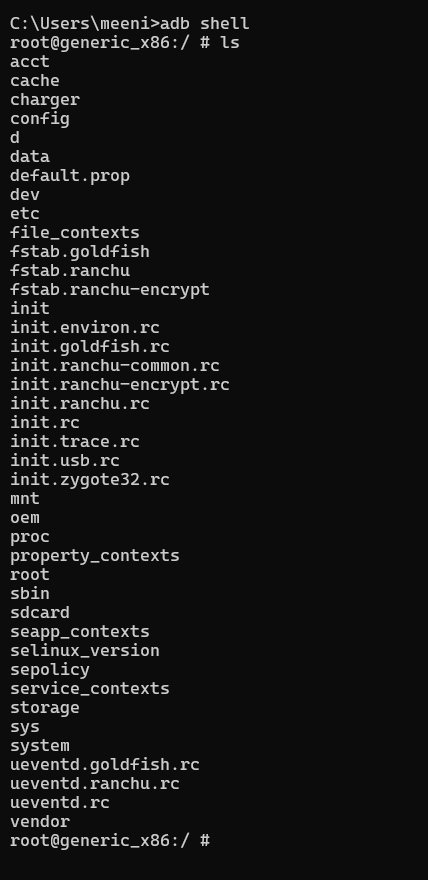 C:\Users\meeni>adb shell
root@generic_x86:/ # ls
acct
cache
charger
config
d
data
default.prop
dev
etc
file_contexts
fstab.goldfish
fstab.ranchu
fstab.ranchu-encrypt
init
init.environ.rc
init.goldfish.rc
init.ranchu-common.rc
init.ranchu-encrypt.rc
init.ranchu.rc
init.rc
init.trace.rc
init.usb.rc
init.zygote32.rc
mnt
oem
proc
property_contexts
root
sbin
sdcard
seapp_contexts
selinux_version
sepolicy
service_contexts
storage
sys
system
ueventd.goldfish.rc
ueventd.ranchu.rc
ueventd.rc
vendor
root@generic_x86:/ #